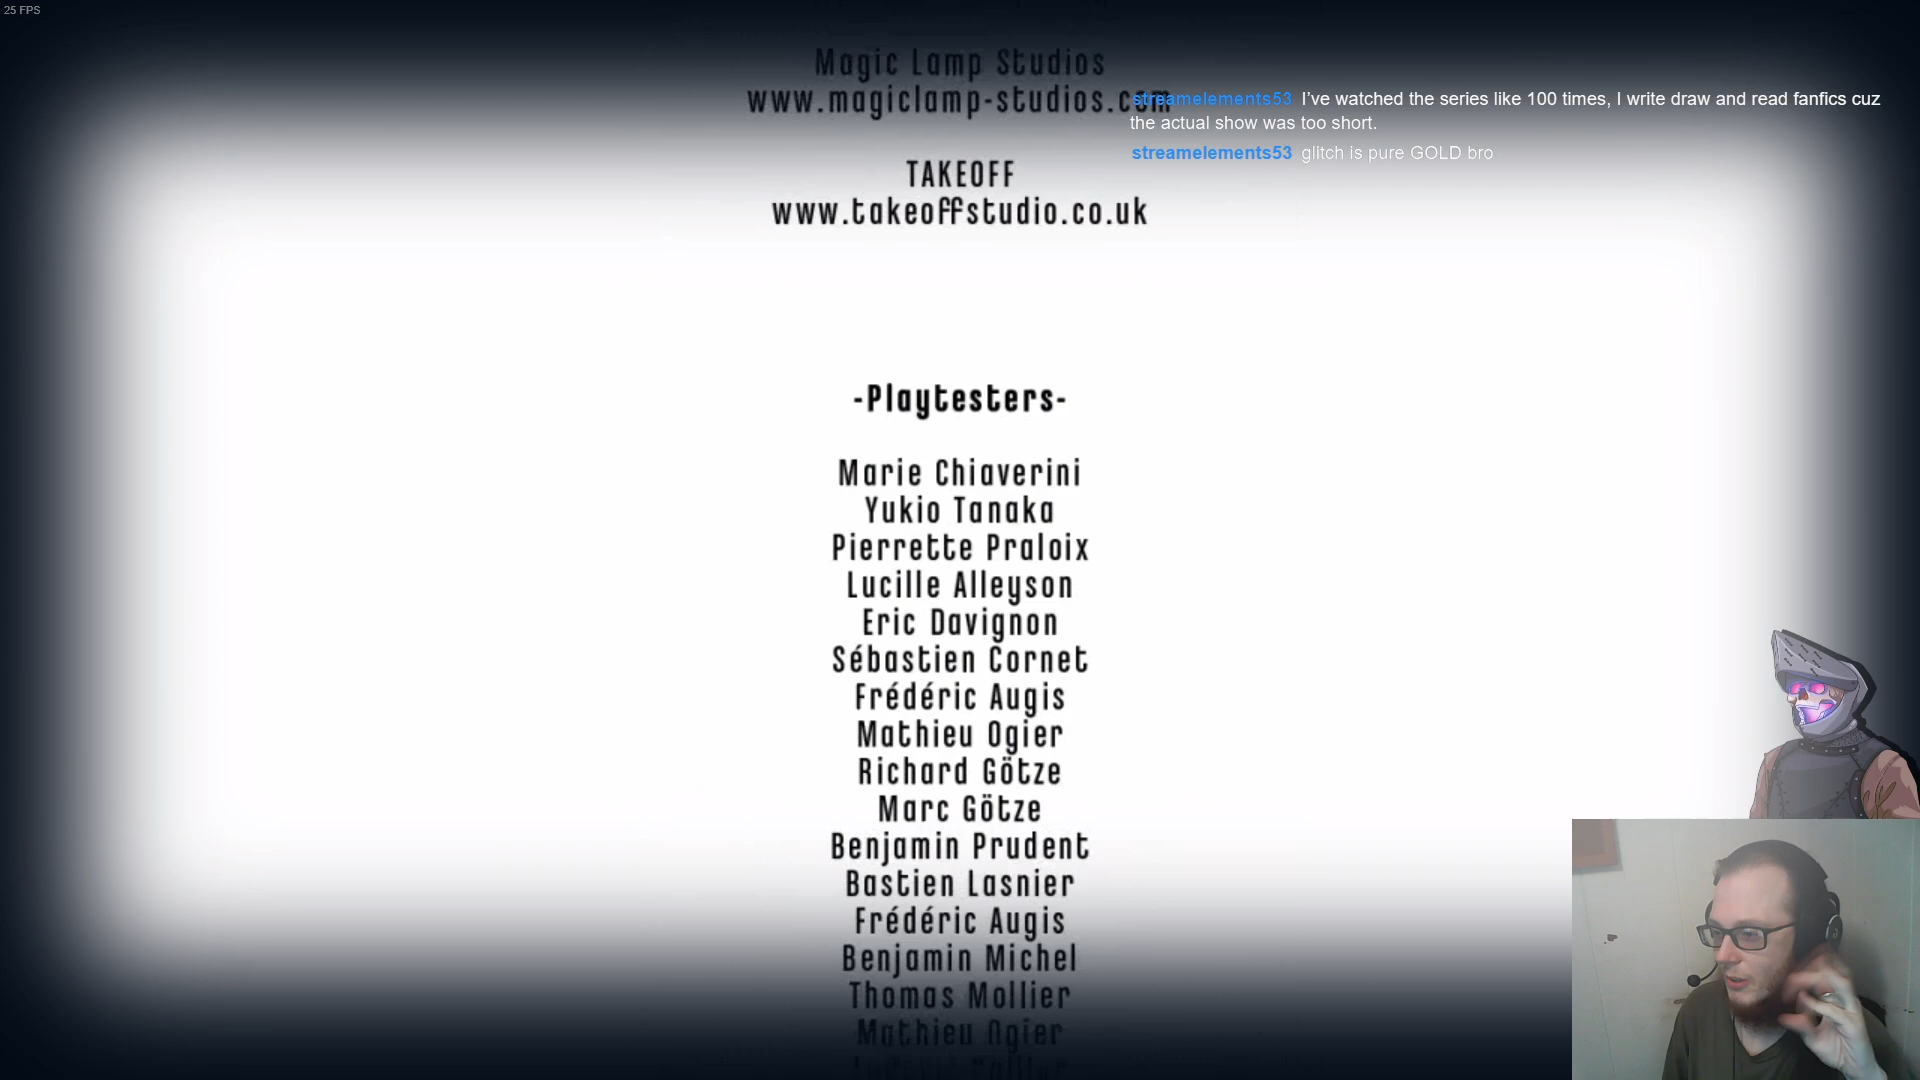 25 FPS
Magic Lamp Studios
www.magiclamp-studios.com
streamelements53 I've watched the series like 100 times, I write draw and read fanfics cuz
the actual show was too short.
streamelements53 glitch is pure GOLD bro
TAKEOFF
www.takeoffstudio.co.uk
-Playtesters-
Marie Chiaverini
Yukio Tanaka
Pierrette Praloix
Lucille Alleyson
Eric Davignon
Sébastien Cornet
Frédéric Augis
Mathieu Ogier
Richard Götze
Marc Götze
Benjamin Prudent
Bastien Lasnier
Frédéric Augis
Benjamin Michel
Thomas Mollier
Mathieu Ogier